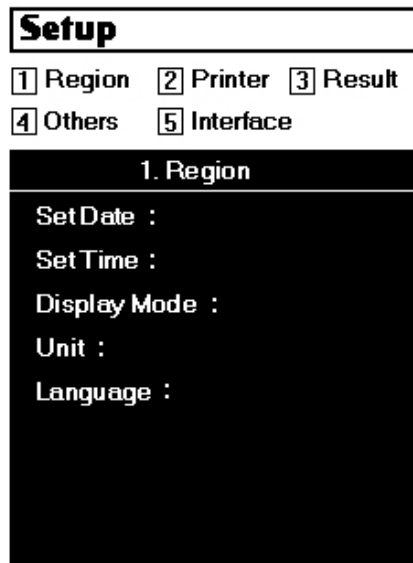 Setup
1 Region 2 Printer 3 Result
4 Others 5 Interface
1. Region
Set Date :
Set Time :
Display Mode :
Unit :
Language :